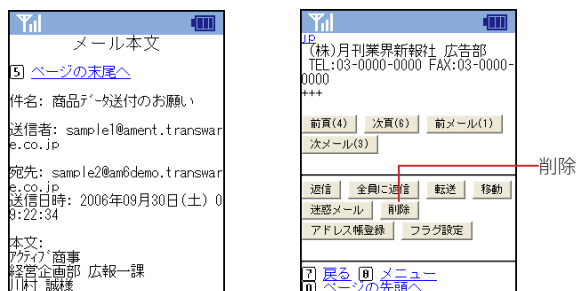 メール本文
5 ページの末尾へ
件名: 商品ﾃﾞｰﾀ送付のお願い
送信者: sample1@ament.transwar
e.co.jp
宛先: sample2@am6demo.transwar
e.co.jp
送信日時: 2006年09月30日(土) 0
9:22:34
本文:
ｱｸﾃｨﾌﾞ商事
経営企画部 広報一課
川村 誠様
jp
(株)月刊業界新報社 広告部
TEL:03-0000-0000 FAX:03-0000-
0000
+++
前頁(4) 次頁(6) 前メール(1)
次メール(3)
返信 全員に返信 転送 移動
迷惑メール 削除
アドレス帳登録 フラグ設定
7 戻る 8 メニュー
0 ページの先頭へ
削除